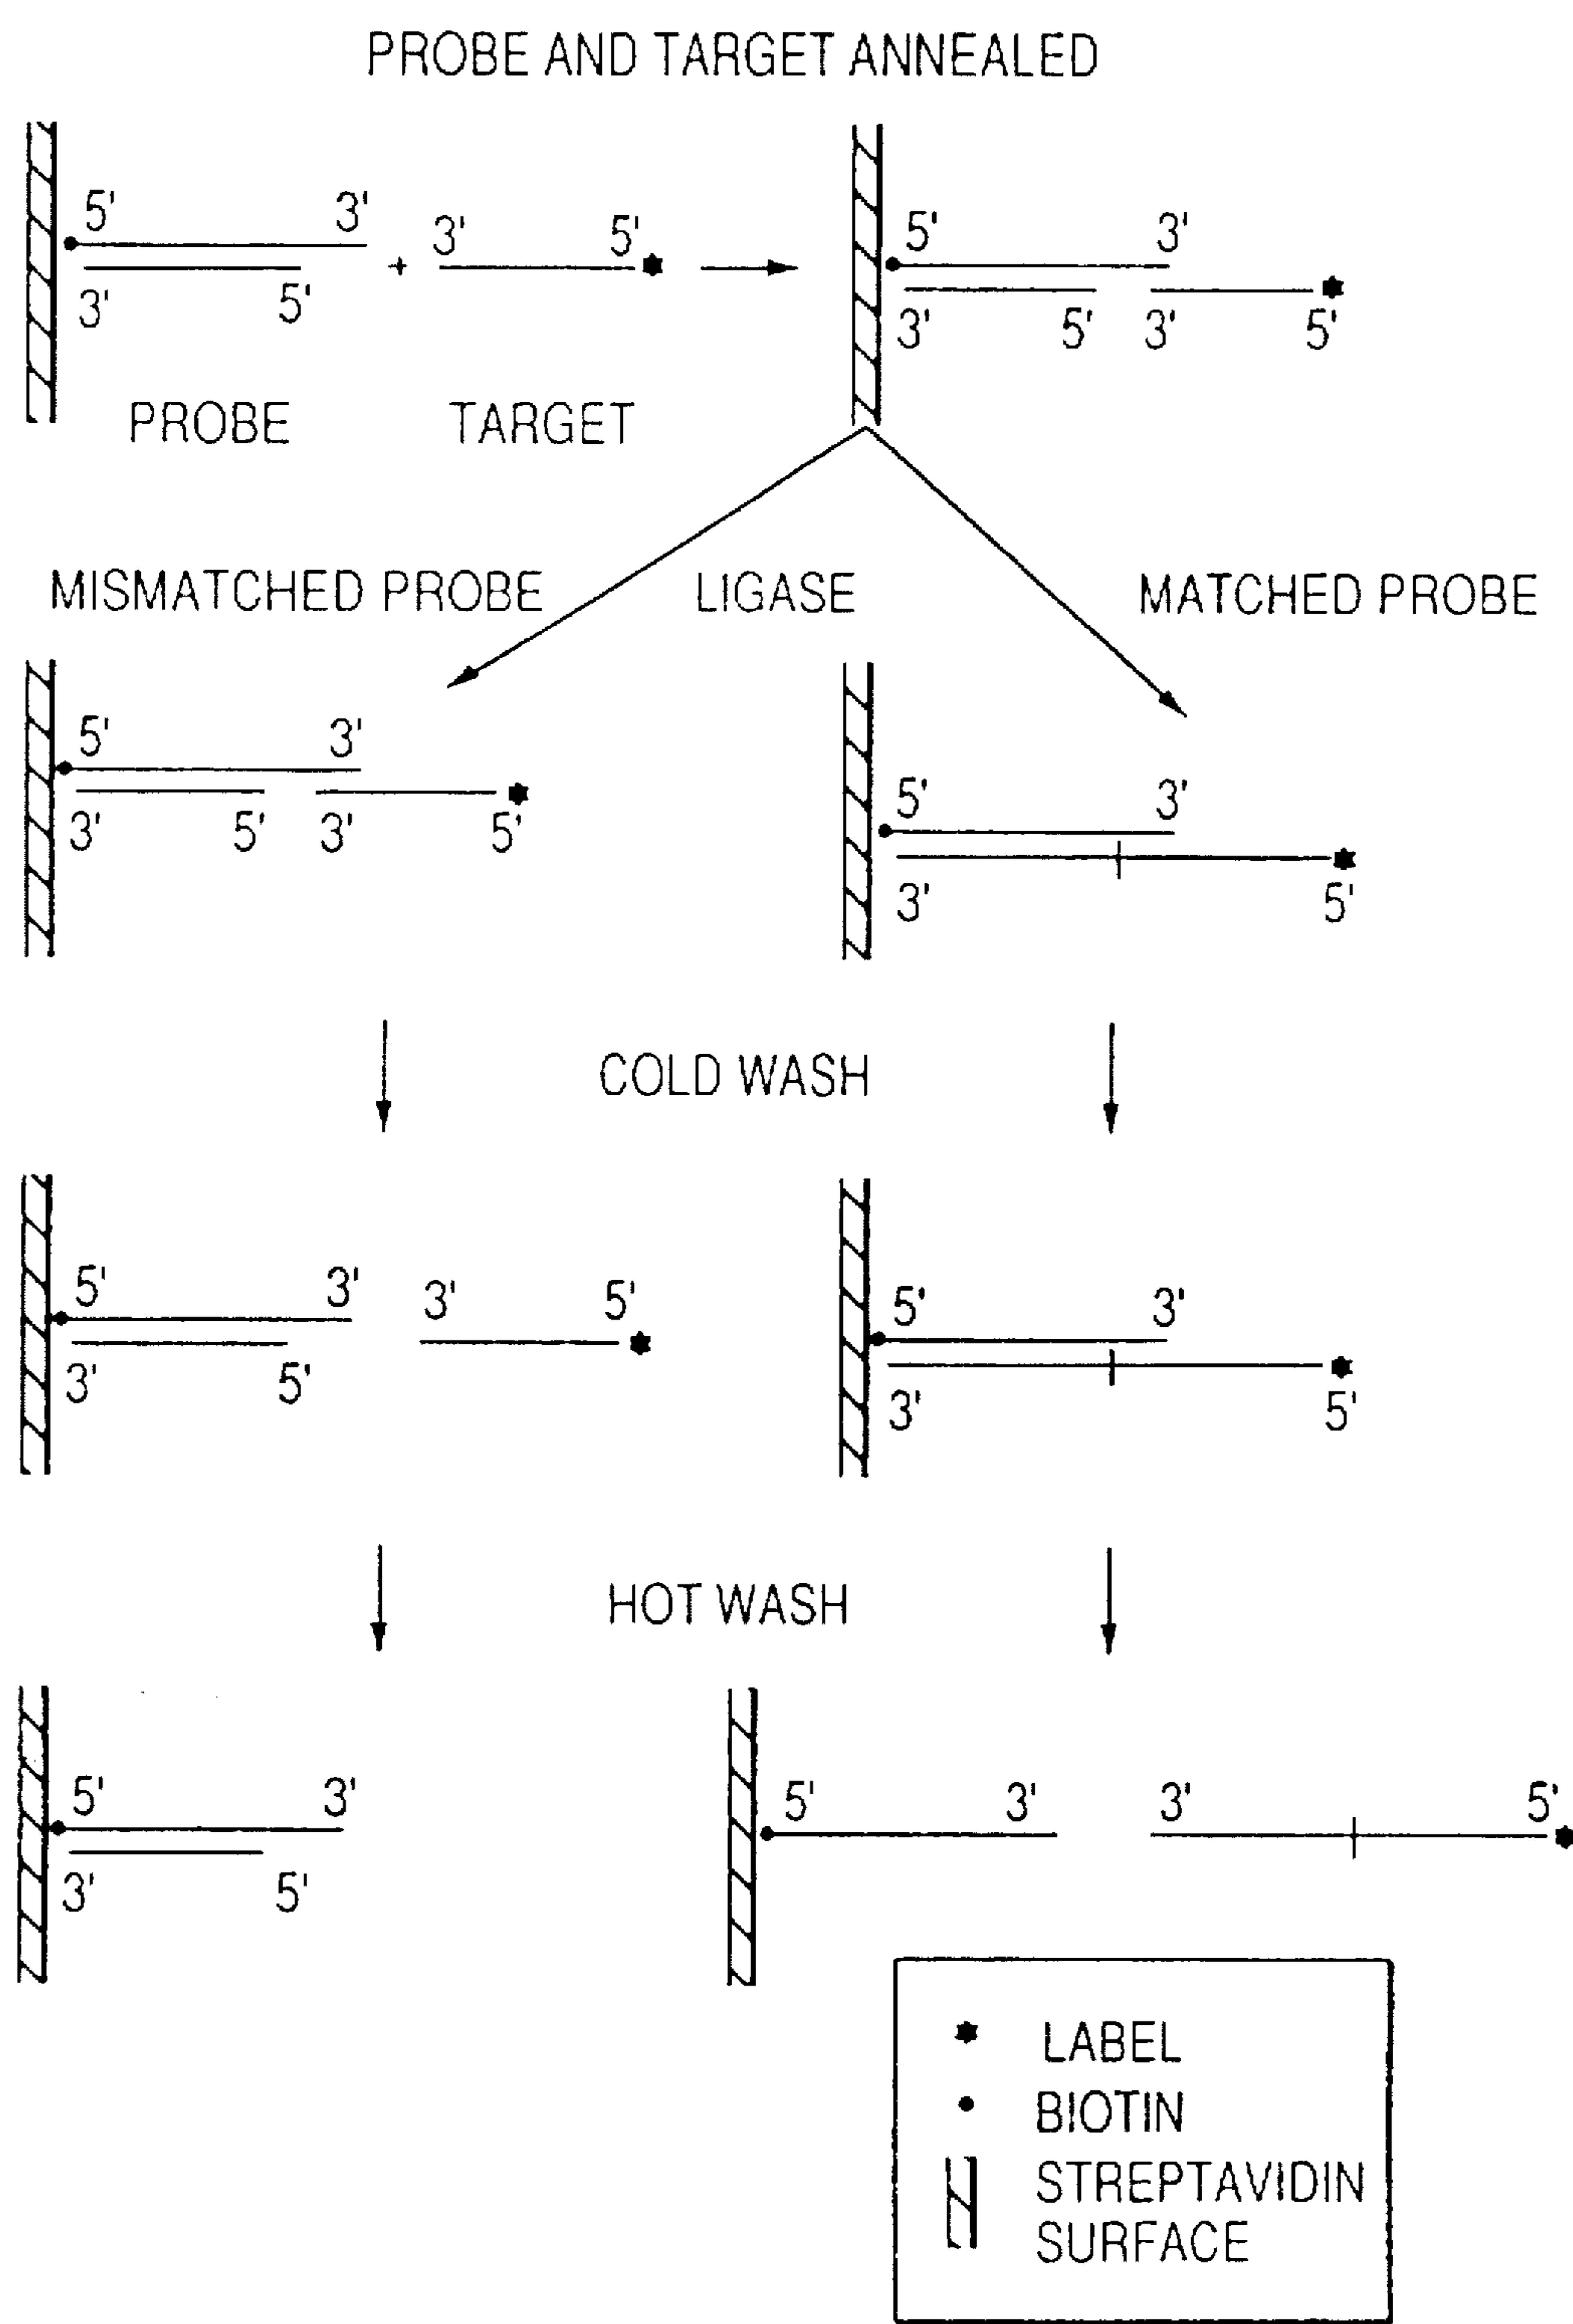 PROBE AND TARGET ANNEALED
5' 3' + 3' 5' 5' 3'
3' 5' 3' 5' 3' 5'
PROBE TARGET
MISMATCHED PROBE LIGASE MATCHED PROBE
5' 3'
3' 5' 3' 5'
5' 3'
3' 5'
COLD WASH
5' 3' 3' 5' 5' 3'
3' 5' 3' 5'
HOT WASH
5' 3' 5' 3' 3' 5'
3' 5'
LABEL
BIOTIN
STREPTAVIDIN
SURFACE